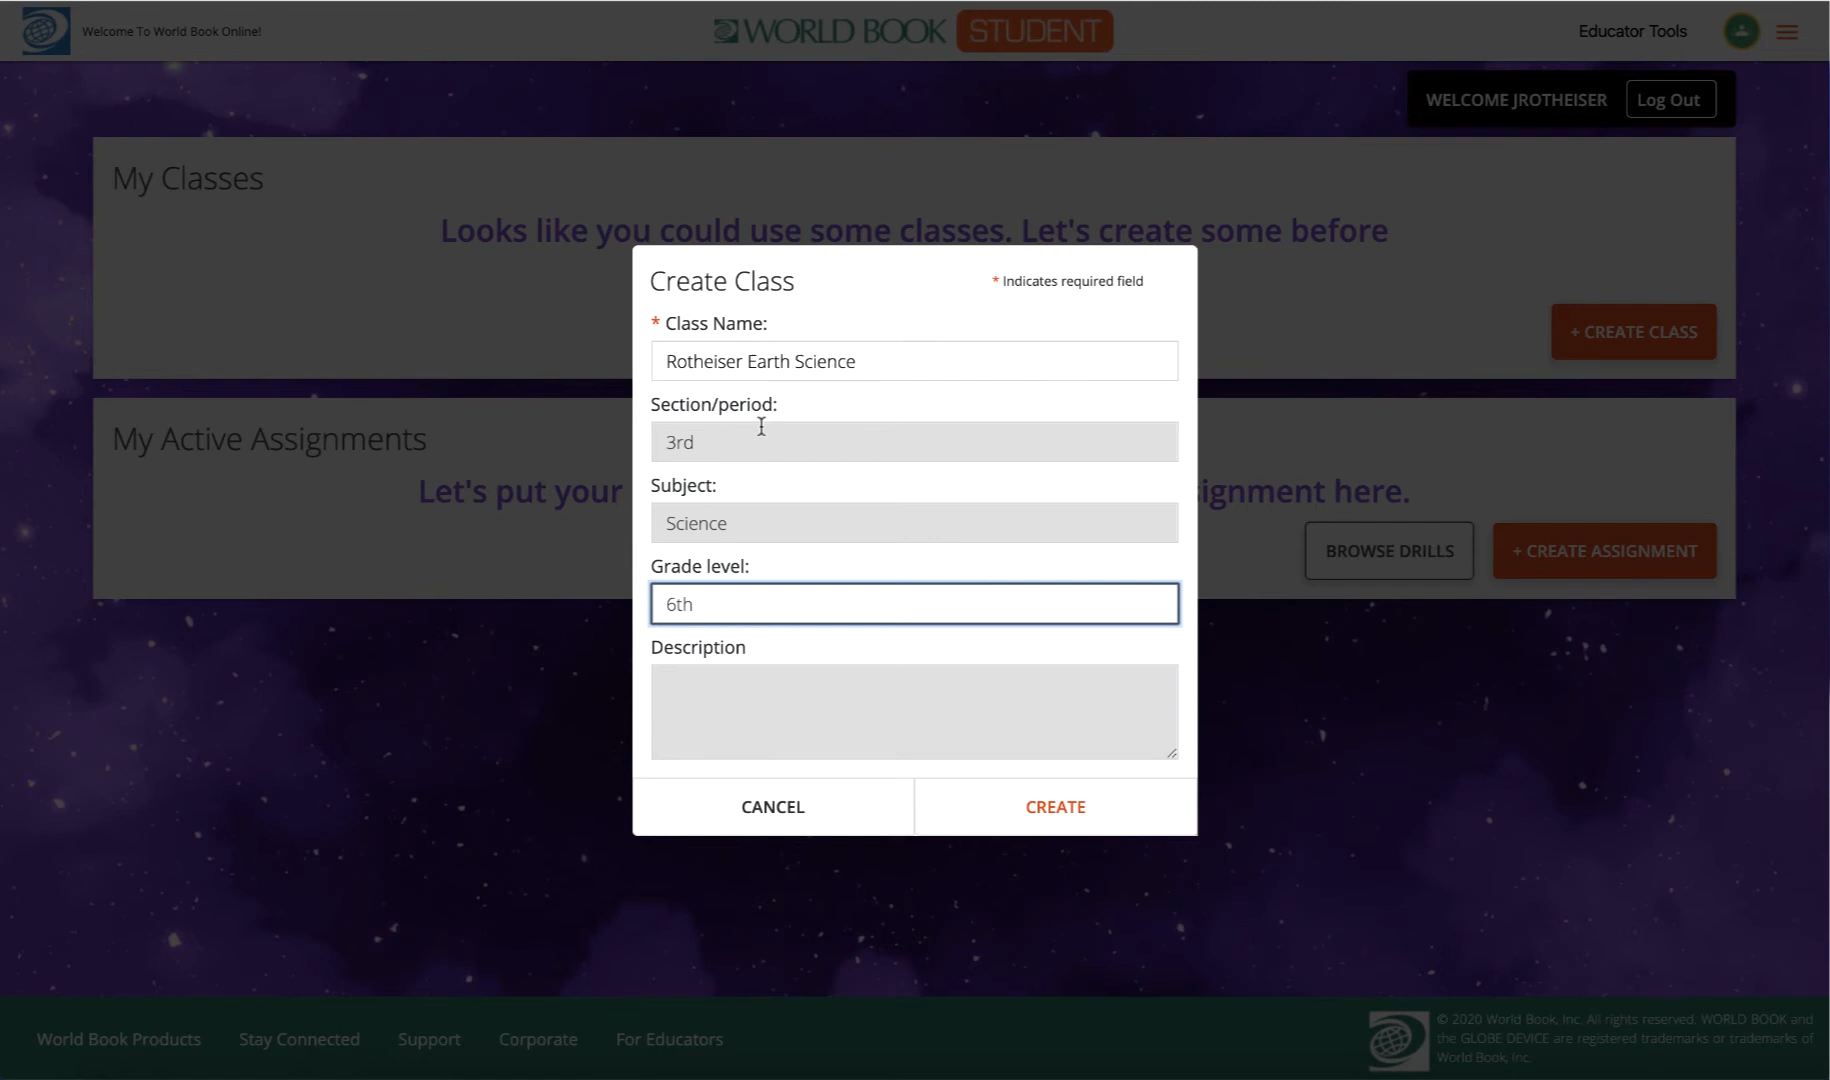 Welcome To World Book Online!
WORLD BOOK STUDENT
Educator Tools
WELCOME JROTHEISER
Log Out
My Classes
Looks like you could use some classes. Let's create some before
+ CREATE CLASS
My Active Assignments
Let's put your
signment here.
BROWSE DRILLS
+ CREATE ASSIGNMENT
Create Class
* Indicates required field
* Class Name:
Rotheiser Earth Science
Section/period:
3rd
Subject:
Science
Grade level:
6th
Description
CANCEL
CREATE
World Book Products
Stay Connected
Support
Corporate
For Educators
© 2020 World Book, Inc. All rights reserved. WORLD BOOK and
the GLOBE DEVICE are registered trademarks or trademarks of
World Book, Inc.